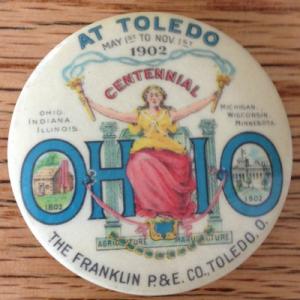 AT TOLEDO
MAY 1ST TO NOV. 1ST
1902
CENTENNIAL
OHIO.
INDIANA.
ILLINOIS.
MICHIGAN.
WISCONSIN.
MINNESOTA.
OHIO
1802
1902
AGRICULTURE
MANUFACTURE
THE FRANKLIN P.&E. CO., TOLEDO, O.